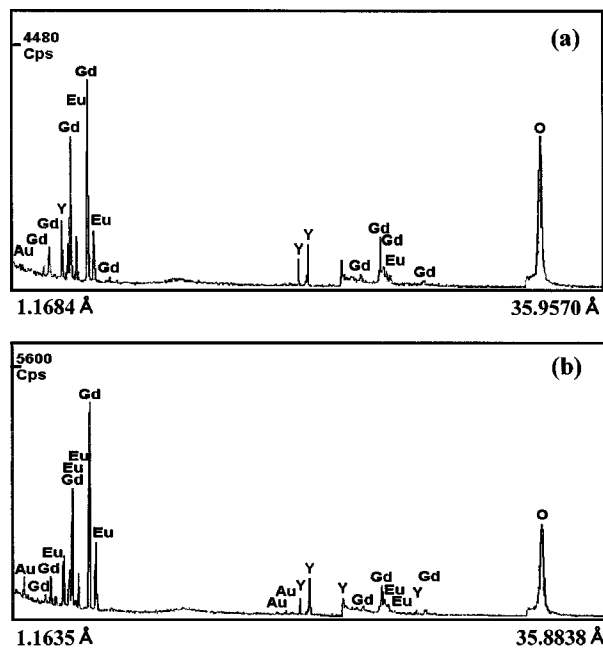 (a)
4480
Cps
Gd
Eu
Gd
O
Gd
Y
Eu
Gd
Gd
Y
Y
Gd
Eu
Au
Gd
Gd
Gd
1.1684 Å
35.9570 Å
(b)
5600
Cps
Gd
Eu
Eu
Gd
O
Eu
Eu
Gd
Au
Gd
Y
Au
Au
Y
Y
Gd
Gd
Eu
Eu
Y
Gd
1.1635 Å
35.8838 Å